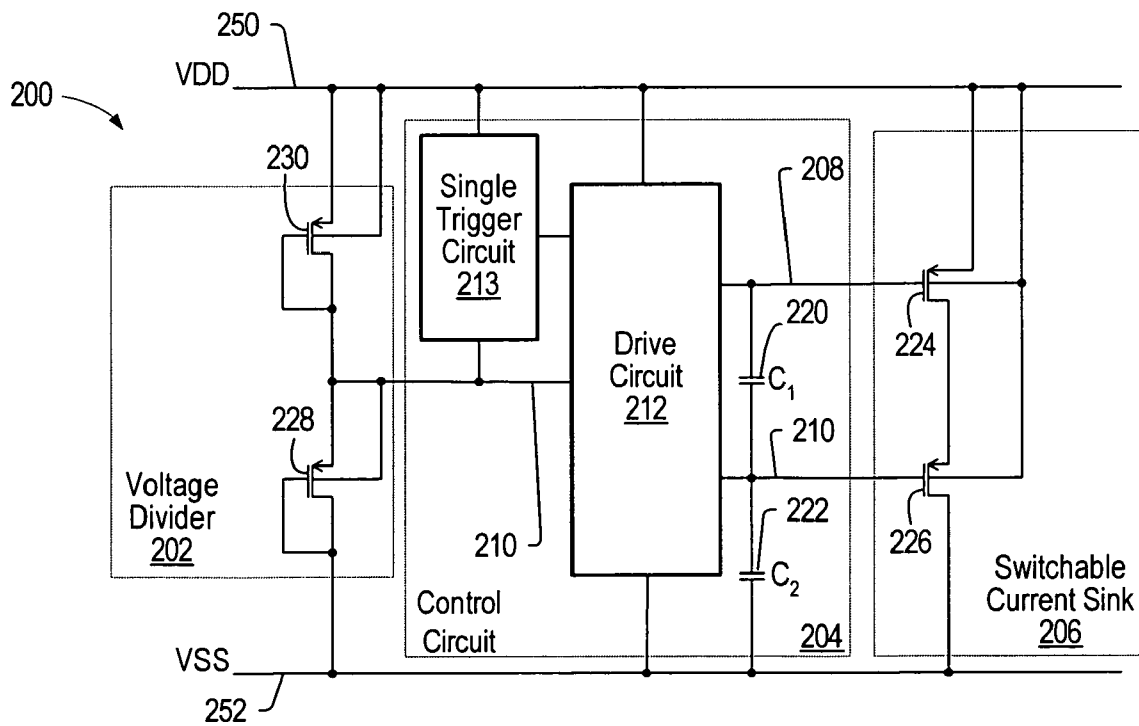 250
VDD
200
230
Single
Trigger
Circuit
213
208
224
220
C1
Drive
Circuit
212
228
210
210
226
222
C2
Voltage
Divider
202
Control
Circuit
204
Switchable
Current Sink
206
VSS
252